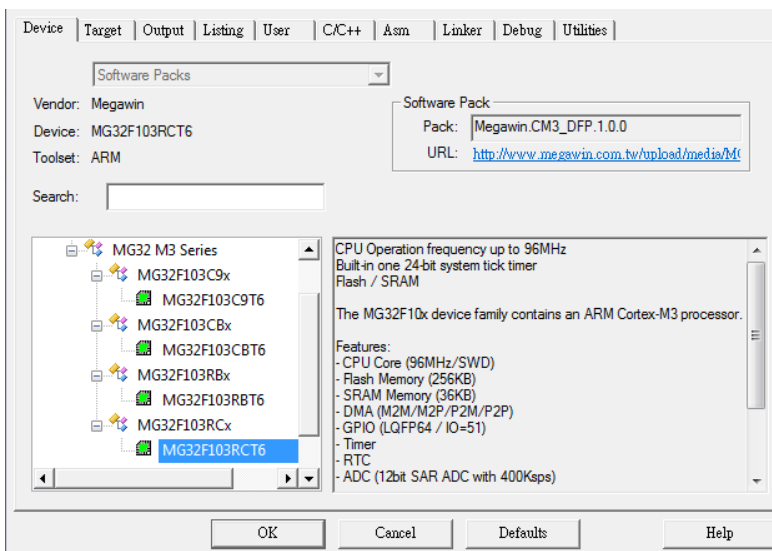 Device Target Output Listing User C/C++ Asm Linker Debug Utilities
Software Packs
Vendor: Megawin
Device: MG32F103RCT6
Toolset: ARM
Software Pack
Pack: Megawin.CM3_DFP.1.0.0
URL: http://www.megawin.com.tw/upload/media/M
Search:
MG32 M3 Series
MG32F103C9x
MG32F103C9T6
MG32F103CBx
MG32F103CBT6
MG32F103RBx
MG32F103RBT6
MG32F103RCx
MG32F103RCT6
CPU Operation frequency up to 96MHz
Built-in one 24-bit system tick timer
Flash / SRAM
The MG32F10x device family contains an ARM Cortex-M3 processor.
Features:
- CPU Core (96MHz/SWD)
- Flash Memory (256KB)
- SRAM Memory (36KB)
- DMA (M2M/M2P/P2M/P2P)
- GPIO (LQFP64 / IO=51)
- Timer
- RTC
- ADC (12bit SAR ADC with 400Ksps)
OK Cancel Defaults Help